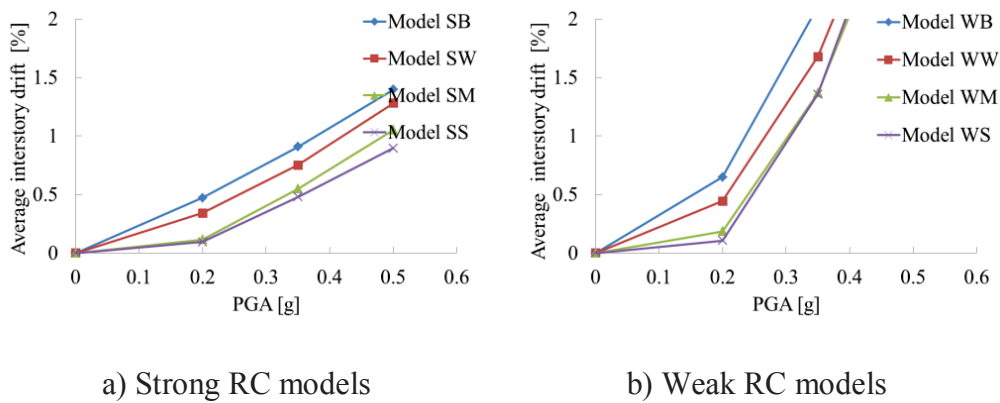 Average interstory drift [%]
2
1.5
1
0.5
0
0
0.1
0.2
0.3
0.4
0.5
0.6
PGA [g]
Model SB
Model SW
Model SM
Model SS
a) Strong RC models
Average interstory drift [%]
2
1.5
1
0.5
0
0
0.1
0.2
0.3
0.4
0.5
0.6
PGA [g]
Model WB
Model WW
Model WM
Model WS
b) Weak RC models